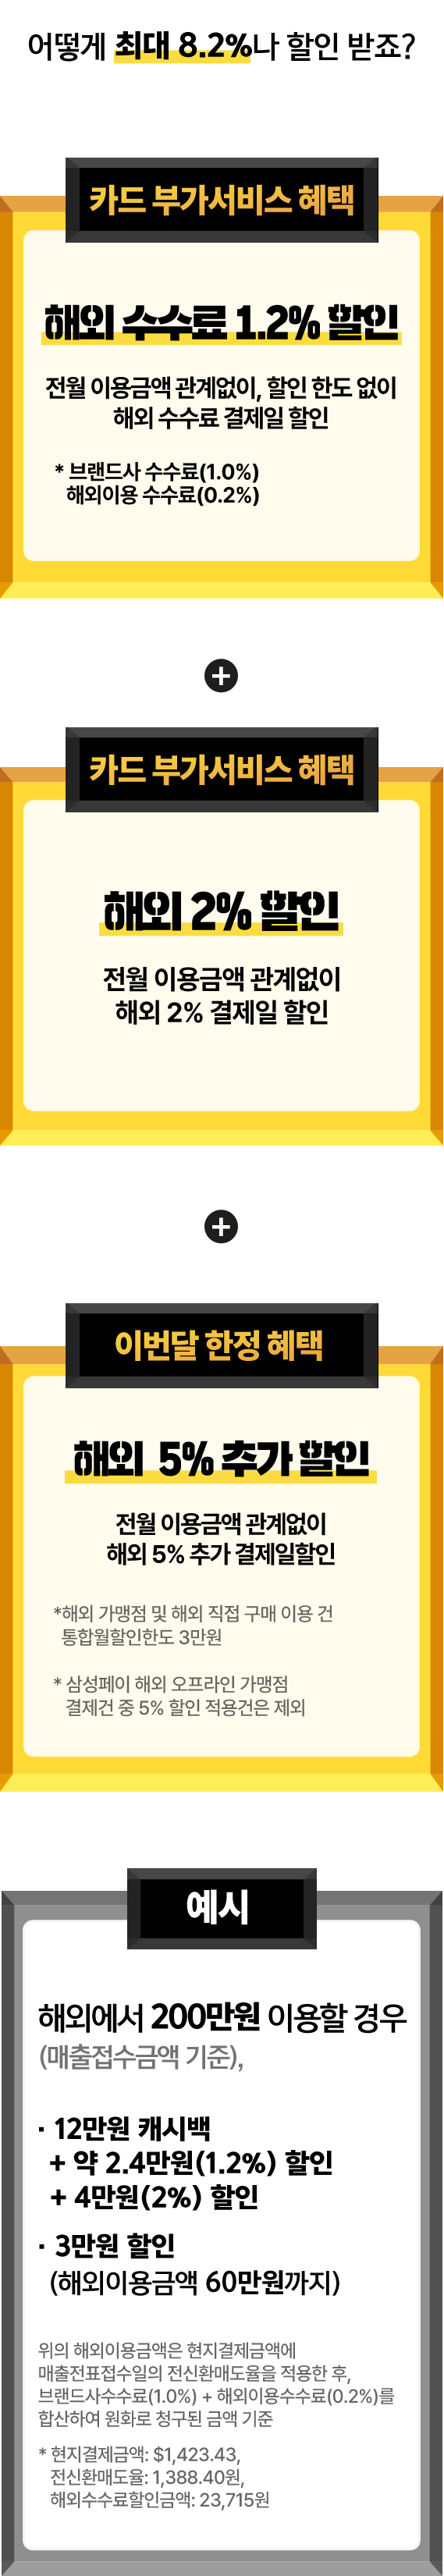 어떻게 최대 8.2%나 할인 받죠?
카드 부가서비스 혜택
해외 수수료 1.2% 할인
전월 이용금액 관계없이, 할인 한도 없이
해외 수수료 결제일 할인
* 브랜드사 수수료(1.0%)
해외이용 수수료(0.2%)
+
카드 부가서비스 혜택
해외 2% 할인
전월 이용금액 관계없이
해외 2% 결제일 할인
+
이번달 한정 혜택
해외 5% 추가 할인
전월 이용금액 관계없이
해외 5% 추가 결제일할인
*해외 가맹점 및 해외 직접 구매 이용 건
통합월할인한도 3만원
* 삼성페이 해외 오프라인 가맹점
결제건 중 5% 할인 적용건은 제외
예시
해외에서 200만원 이용할 경우
(매출접수금액 기준),
· 12만원 캐시백
+ 약 2.4만원(1.2%) 할인
+ 4만원(2%) 할인
· 3만원 할인
(해외이용금액 60만원까지)
위의 해외이용금액은 현지결제금액에
매출전표접수일의 전신환매도율을 적용한 후,
브랜드사수수료(1.0%) + 해외이용수수료(0.2%)를
합산하여 원화로 청구된 금액 기준
* 현지결제금액: $1,423.43,
전신환매도율: 1,388.40원,
해외수수료할인금액: 23,715원